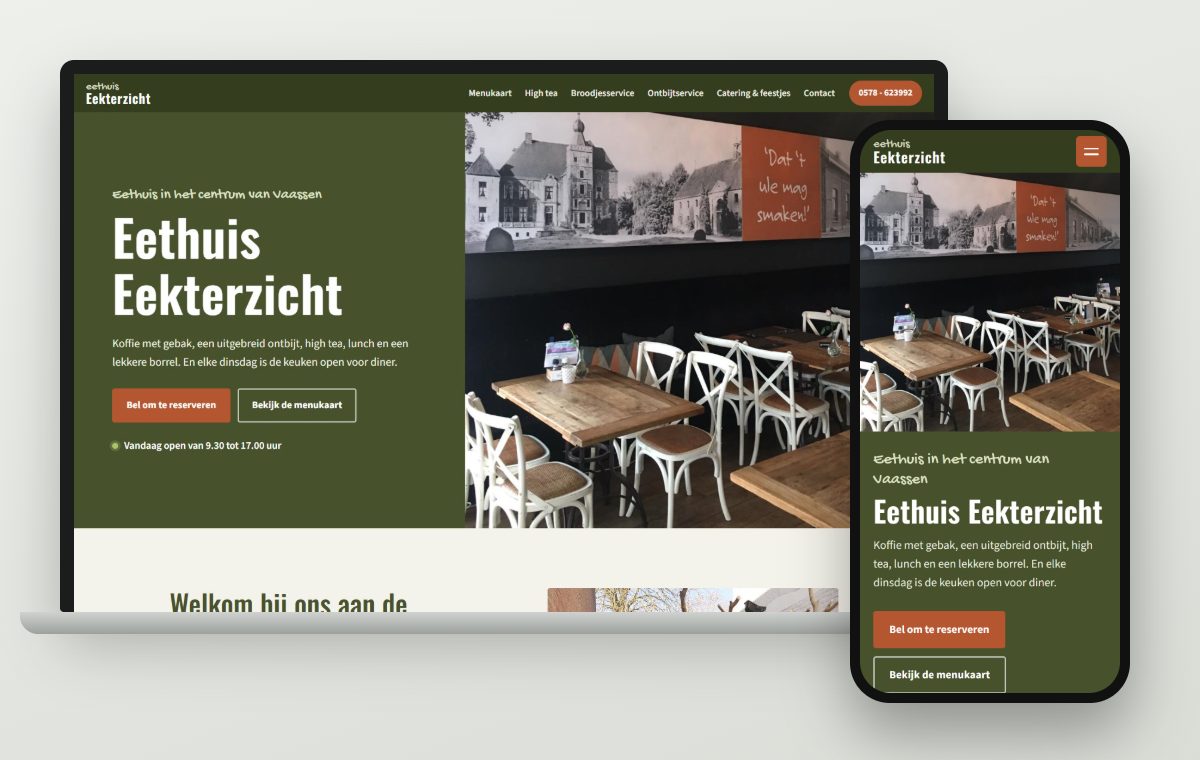 eethuis
Eekterzicht
Menukaart High tea Broodjesservice Ontbijtservice Catering & feestjes Contact 0578 - 623992
Eethuis in het centrum van Vaassen
Eethuis
Eekterzicht
Koffie met gebak, een uitgebreid ontbijt, high tea, lunch en een
lekkere borrel. En elke dinsdag is de keuken open voor diner.
Bel om te reserveren Bekijk de menukaart
Vandaag open van 9.30 tot 17.00 uur
'Dat 't
ule mag
smaken!'
Welkom bij ons aan de
eethuis
Eekterzicht
'Dat 't
ule mag
smaken!'
Eethuis in het centrum van
Vaassen
Eethuis Eekterzicht
Koffie met gebak, een uitgebreid ontbijt, high
tea, lunch en een lekkere borrel. En elke
dinsdag is de keuken open voor diner.
Bel om te reserveren
Bekijk de menukaart